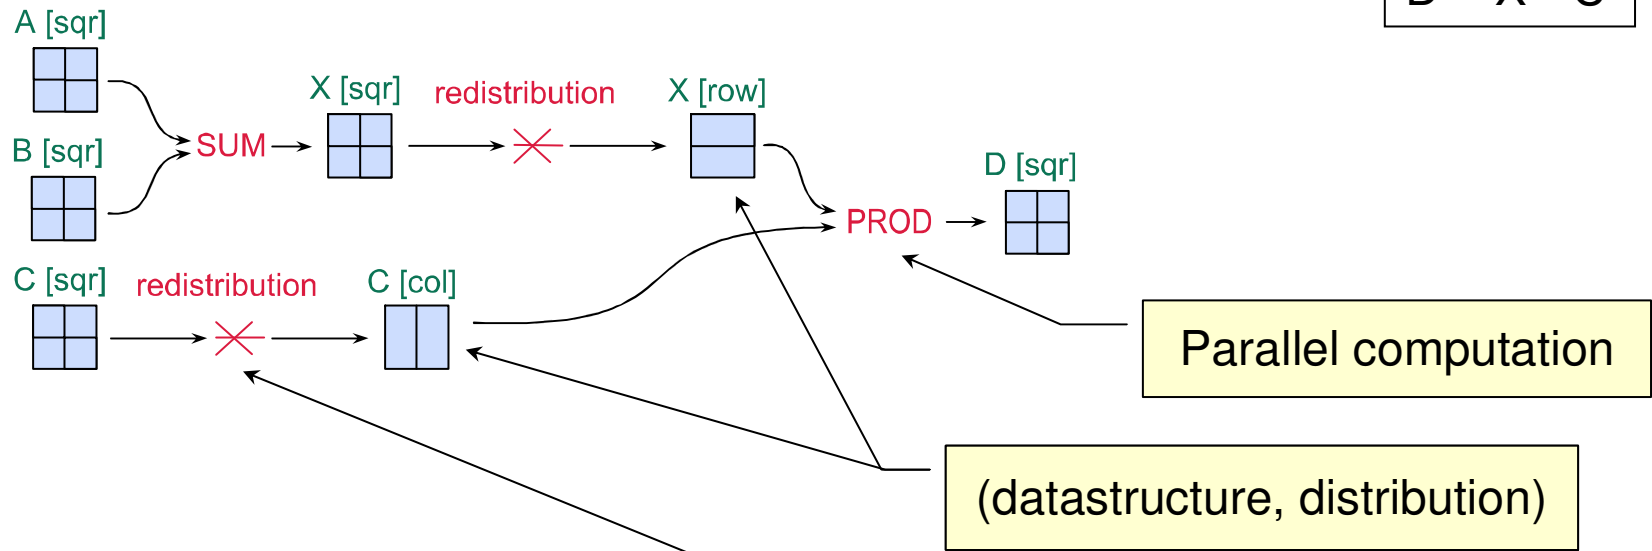 A [sqr]
X [sqr]
redistribution
X [row]
B [sqr]
SUM
D [sqr]
PROD
C [sqr]
redistribution
C [col]
Parallel computation
(datastructure, distribution)